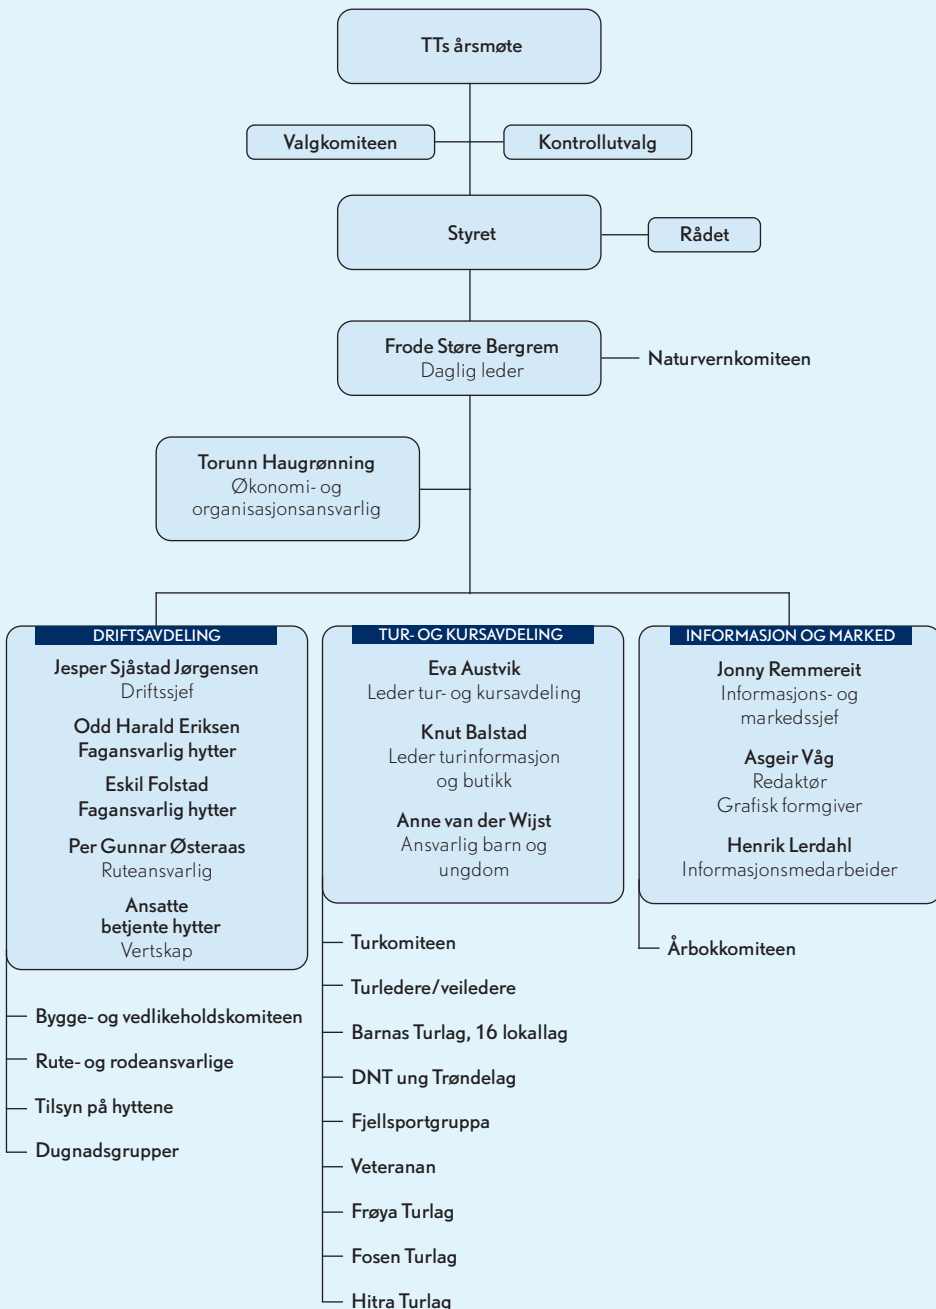 TTs årsmøte
Valgkomiteen
Kontrollutvalg
Styret
Rådet
Frode Støre Bergrem
Daglig leder
Naturvernkomiteen
Torunn Haugrønning
Økonomi- og
organisasjonsansvarlig
DRIFTSAVDELING
Jesper Sjåstad Jørgensen
Driftssjef
Odd Harald Eriksen
Fagansvarlig hytter
Eskil Folstad
Fagansvarlig hytter
Per Gunnar Østeraas
Ruteansvarlig
Ansatte
betjente hytter
Vertskap
Bygge- og vedlikeholdskomiteen
Rute- og rodeansvarlige
Tilsyn på hyttene
Dugnadsgrupper
TUR- OG KURSAVDELING
Eva Austvik
Leder tur- og kursavdeling
Knut Balstad
Leder turinformasjon
og butikk
Anne van der Wijst
Ansvarlig barn og
ungdom
Turkomiteen
Turledere/veiledere
Barnas Turlag, 16 lokallag
DNT ung Trøndelag
Fjellsportgruppa
Veteranan
Frøya Turlag
Fosen Turlag
Hitra Turlag
INFORMASJON OG MARKED
Jonny Remmereit
Informasjons- og
markedssjef
Asgeir Våg
Redaktør
Grafisk formgiver
Henrik Lerdahl
Informasjonsmedarbeider
Årbokkomiteen